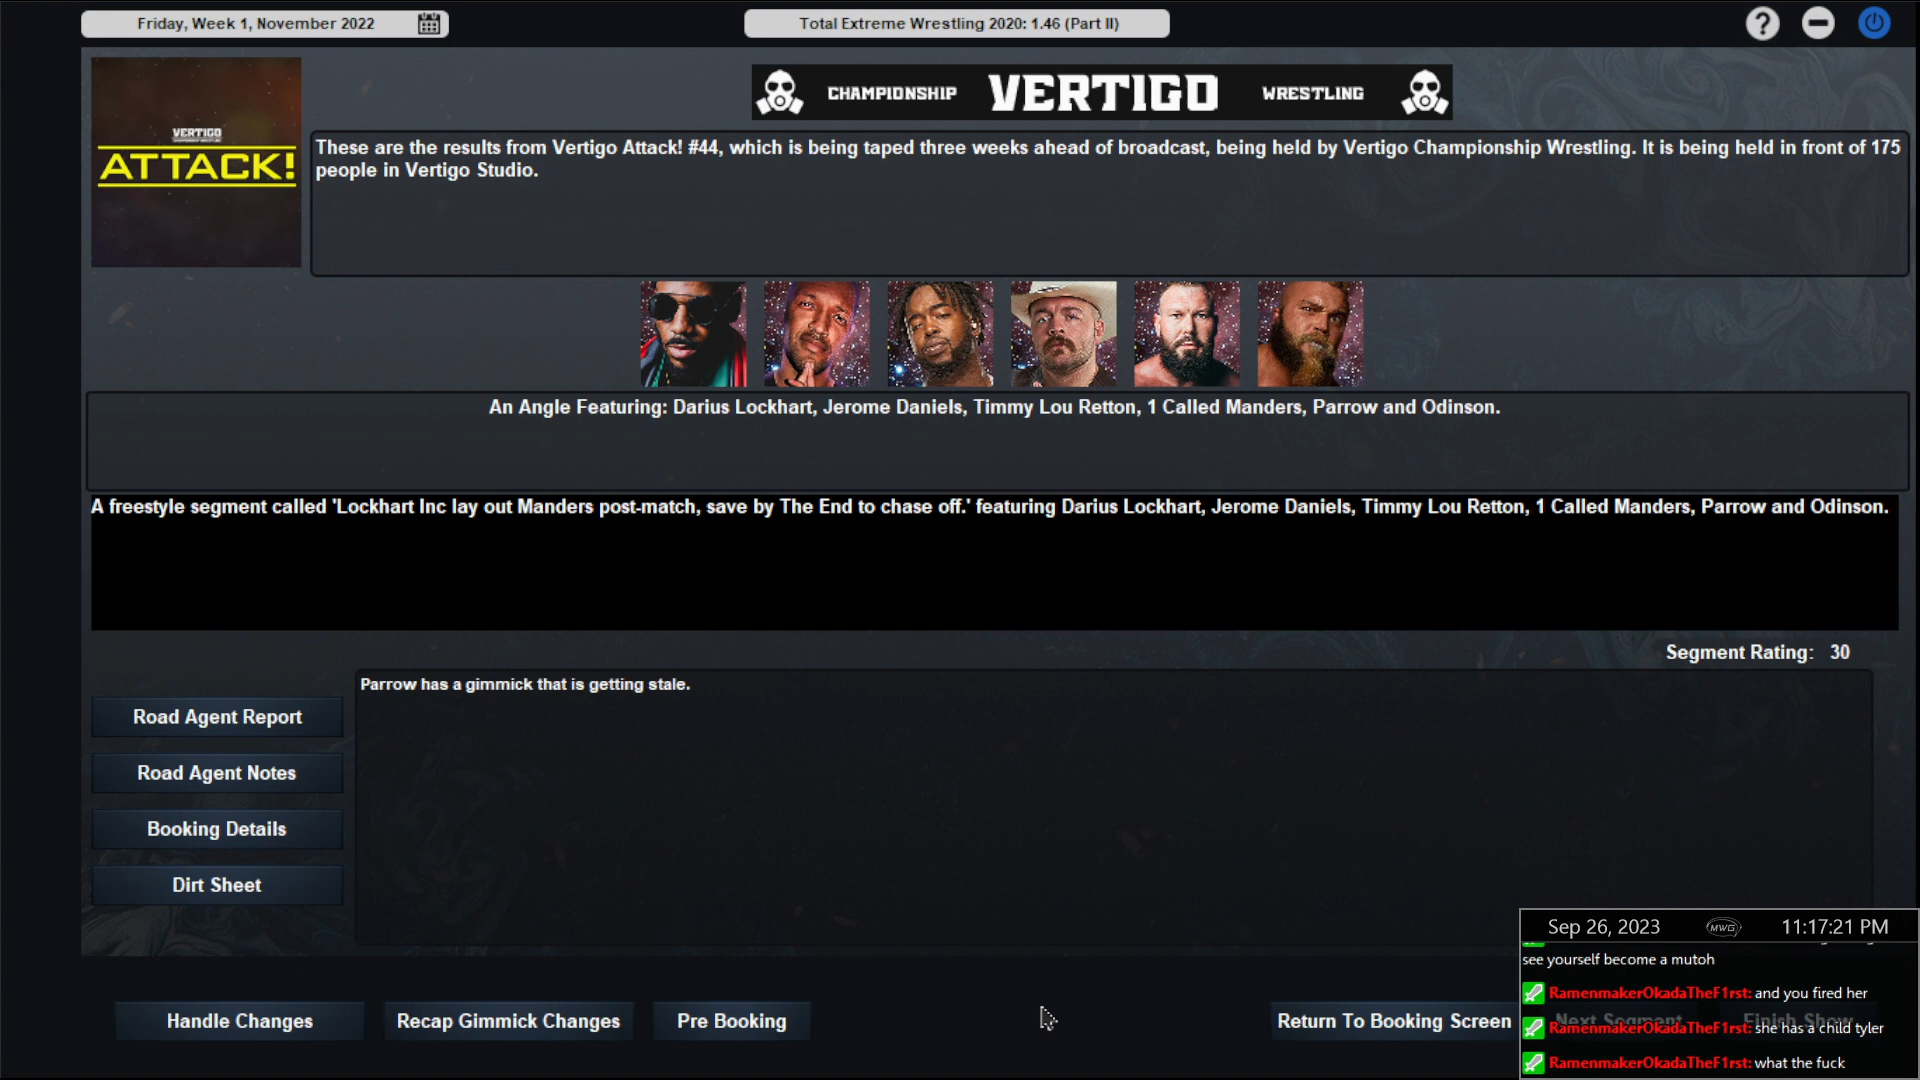 Friday, Week 1, November 2022
Total Extreme Wrestling 2020: 1.46 (Part II)
?
VERTIGO
ATTACK!
CHAMPIONSHIP VERTIGO WRESTLING
These are the results from Vertigo Attack! #44, which is being taped three weeks ahead of broadcast, being held by Vertigo Championship Wrestling. It is being held in front of 175
people in Vertigo Studio.
An Angle Featuring: Darius Lockhart, Jerome Daniels, Timmy Lou Retton, 1 Called Manders, Parrow and Odinson.
A freestyle segment called 'Lockhart Inc lay out Manders post-match, save by The End to chase off.' featuring Darius Lockhart, Jerome Daniels, Timmy Lou Retton, 1 Called Manders, Parrow and Odinson.
Segment Rating: 30
Parrow has a gimmick that is getting stale.
Road Agent Report
Road Agent Notes
Booking Details
Dirt Sheet
Sep 26, 2023 MWG 11:17:21 PM
see yourself become a mutoh
RamenmakerOkadaTheF1rst: and you fired her
RamenmakerOkadaTheF1rst: she has a child tyler
RamenmakerOkadaTheF1rst: what the fuck
Handle Changes
Recap Gimmick Changes
Pre Booking
Return To Booking Screen
Next Segment
Finish Show